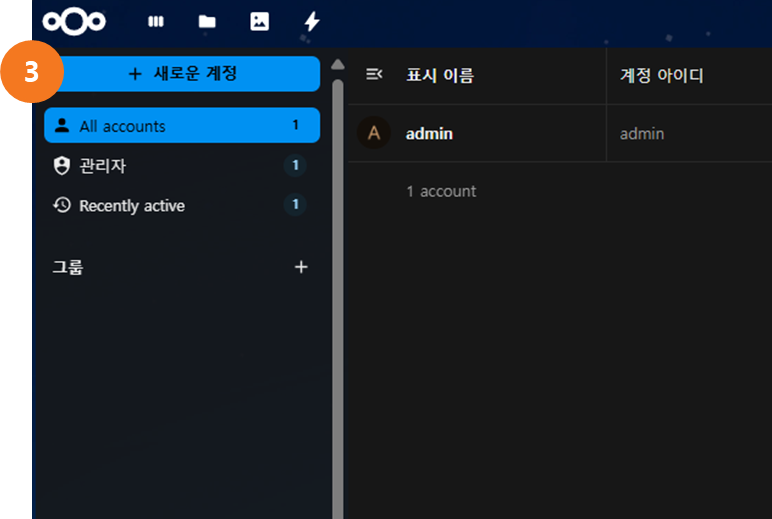 3
+ 새로운 계정
All accounts 1
관리자 1
Recently active 1
그룹 +
표시 이름 계정 아이디
A admin admin
1 account